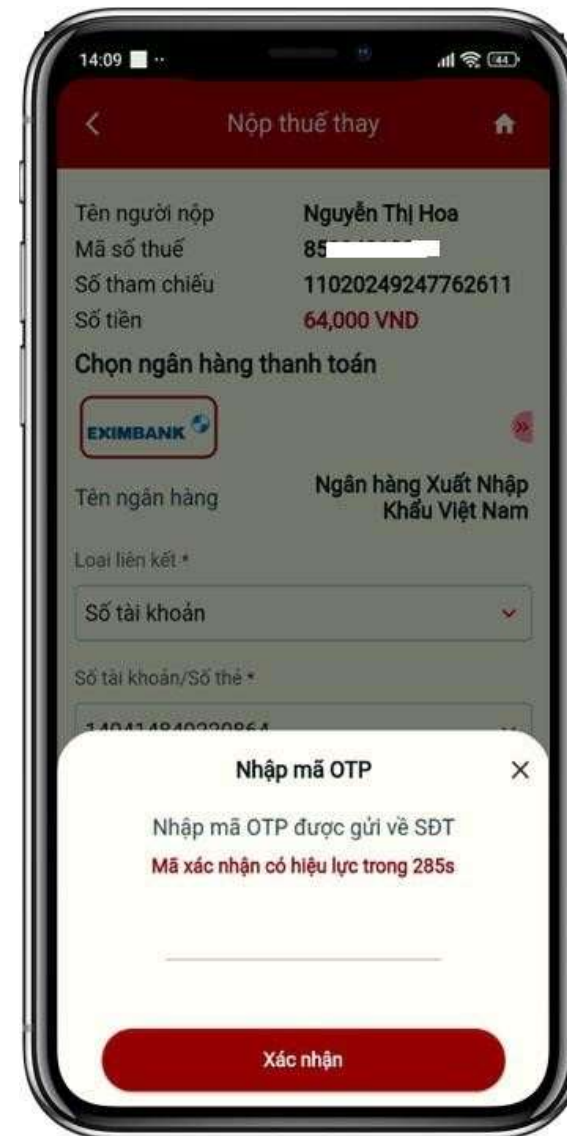 14:09
44
Nộp thuế thay
Tên người nộp Nguyễn Thị Hoa
Mã số thuế 85
Số tham chiếu 11020249247762611
Số tiền 64,000 VND
Chọn ngân hàng thanh toán
EXIMBANK
Tên ngân hàng Ngân hàng Xuất Nhập
Khẩu Việt Nam
Loại liên kết *
Số tài khoản
Số tài khoản/Số thẻ *
Nhập mã OTP
Nhập mã OTP được gửi về SĐT
Mã xác nhận có hiệu lực trong 285s
Xác nhận